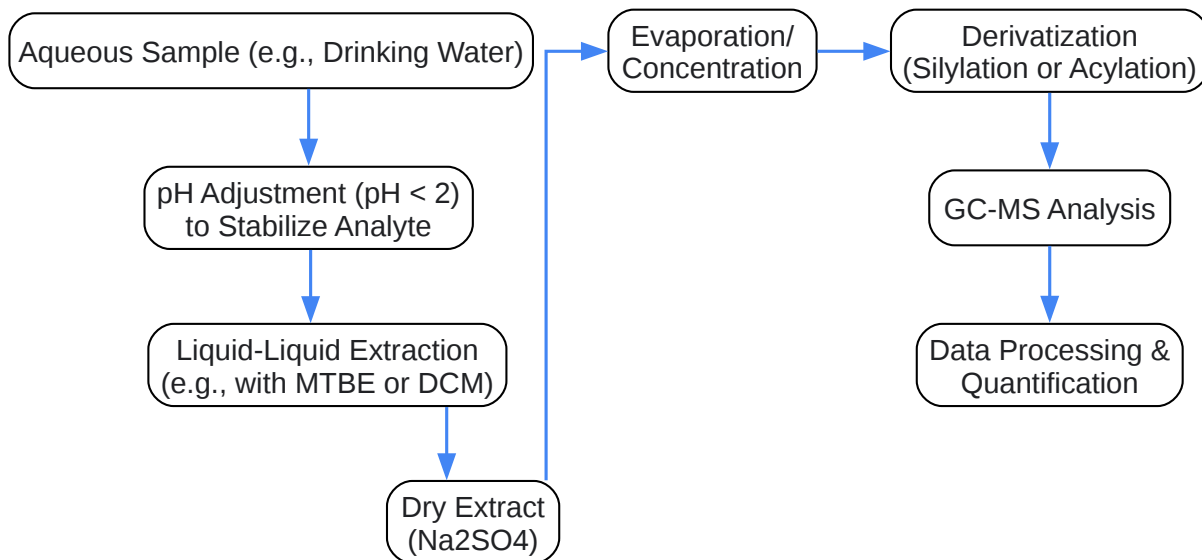 Aqueous Sample (e.g., Drinking Water)
pH Adjustment (pH < 2)
to Stabilize Analyte
Liquid-Liquid Extraction
(e.g., with MTBE or DCM)
Dry Extract
(Na2SO4)
Evaporation/
Concentration
Derivatization
(Silylation or Acylation)
GC-MS Analysis
Data Processing &
Quantification